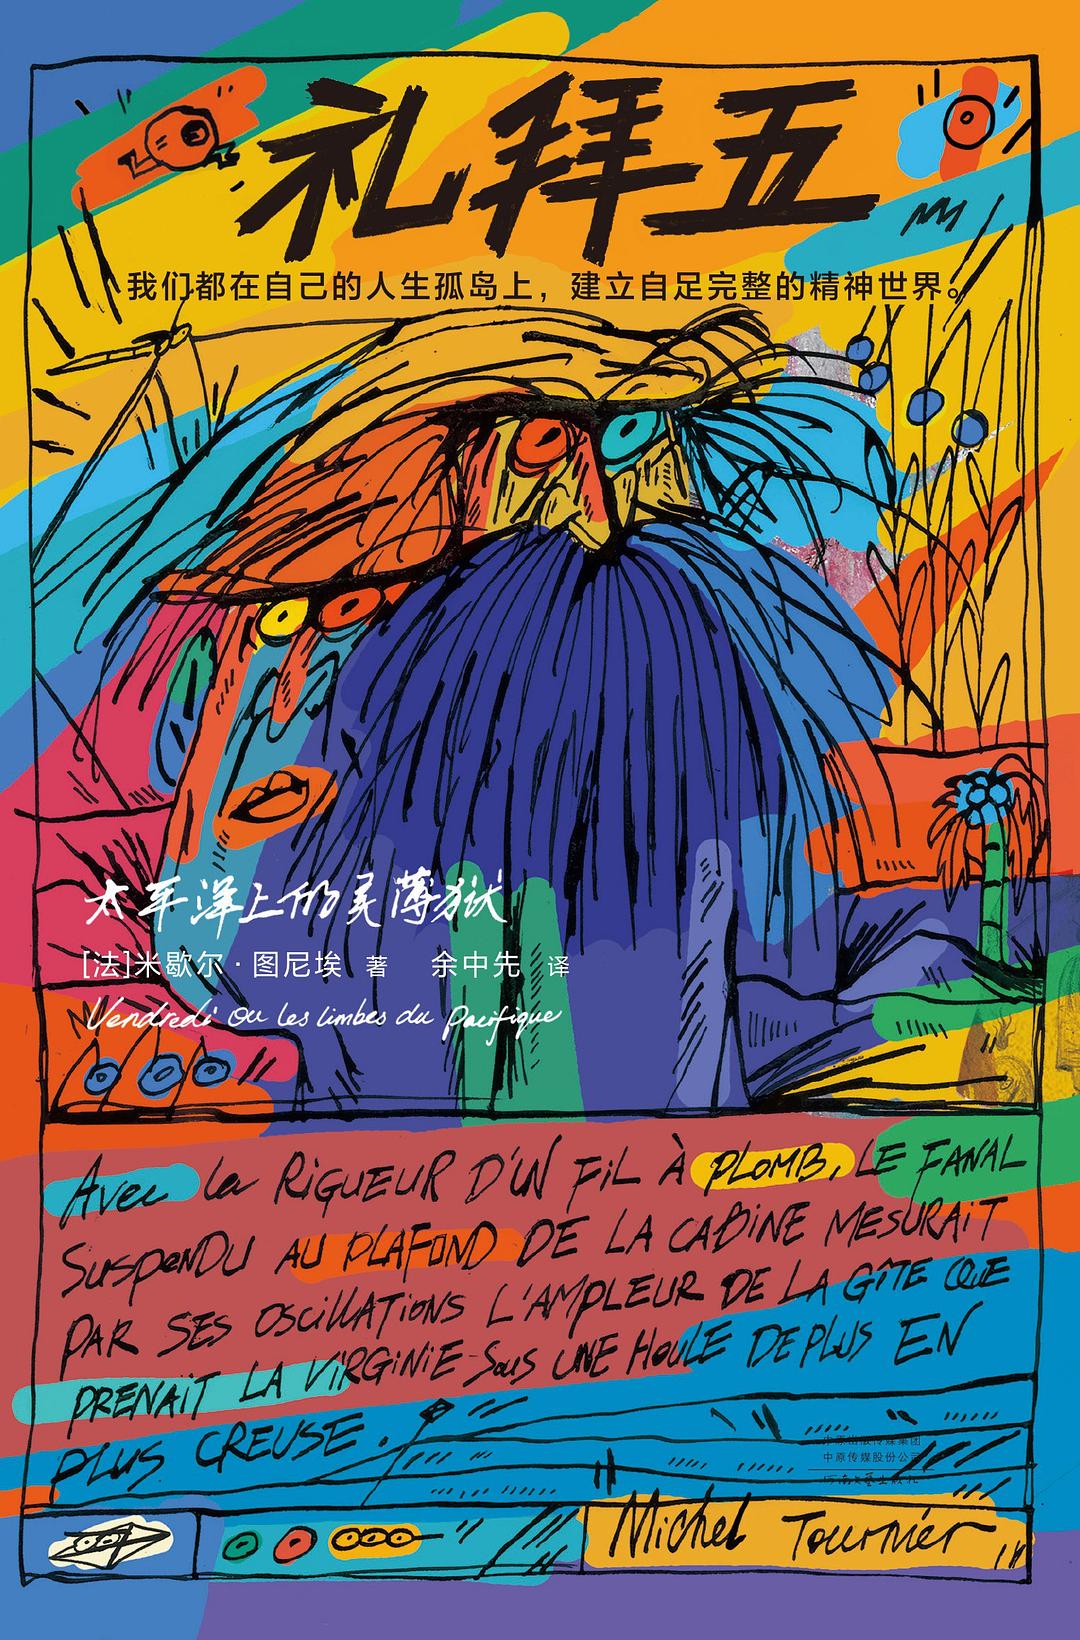 礼拜五
我们都在自己的人生孤岛上，建立自足完整的精神世界。
太平洋上的灵薄狱
[法]米歇尔·图尼埃 著 余中先 译
Vendredi ou les limbes du Pacifique
Avec la RiGUEUR D'UN FiL À PLOMB, LE FANAL
SuspeNDU AU PLAFOND DE LA CABiNE MESURAiT
PAR SES OSCiLLATiONS L'AMPLEUR DE LA GîTE QUE
PRENAiT LA ViRGiNiE Sous UNE HOULE DE PLUS EN
PLUS CREUSE.
中原出版传媒集团
中原传媒股份公司
河南文艺出版社
Michel Tournier